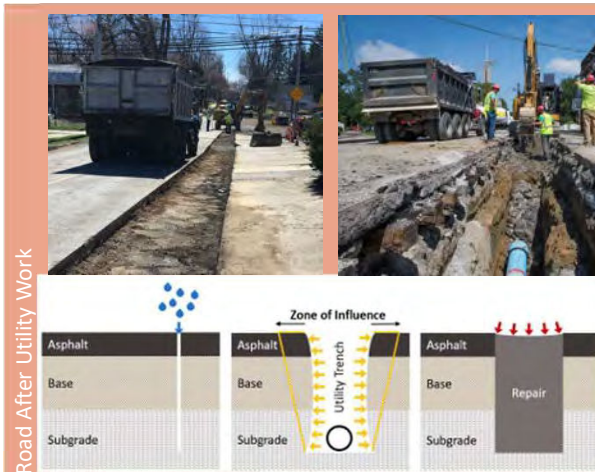 Road After Utility Work
Zone of Influence
Asphalt
Base
Subgrade
Asphalt
Base
Subgrade
Utility Trench
Asphalt
Base
Subgrade
Repair